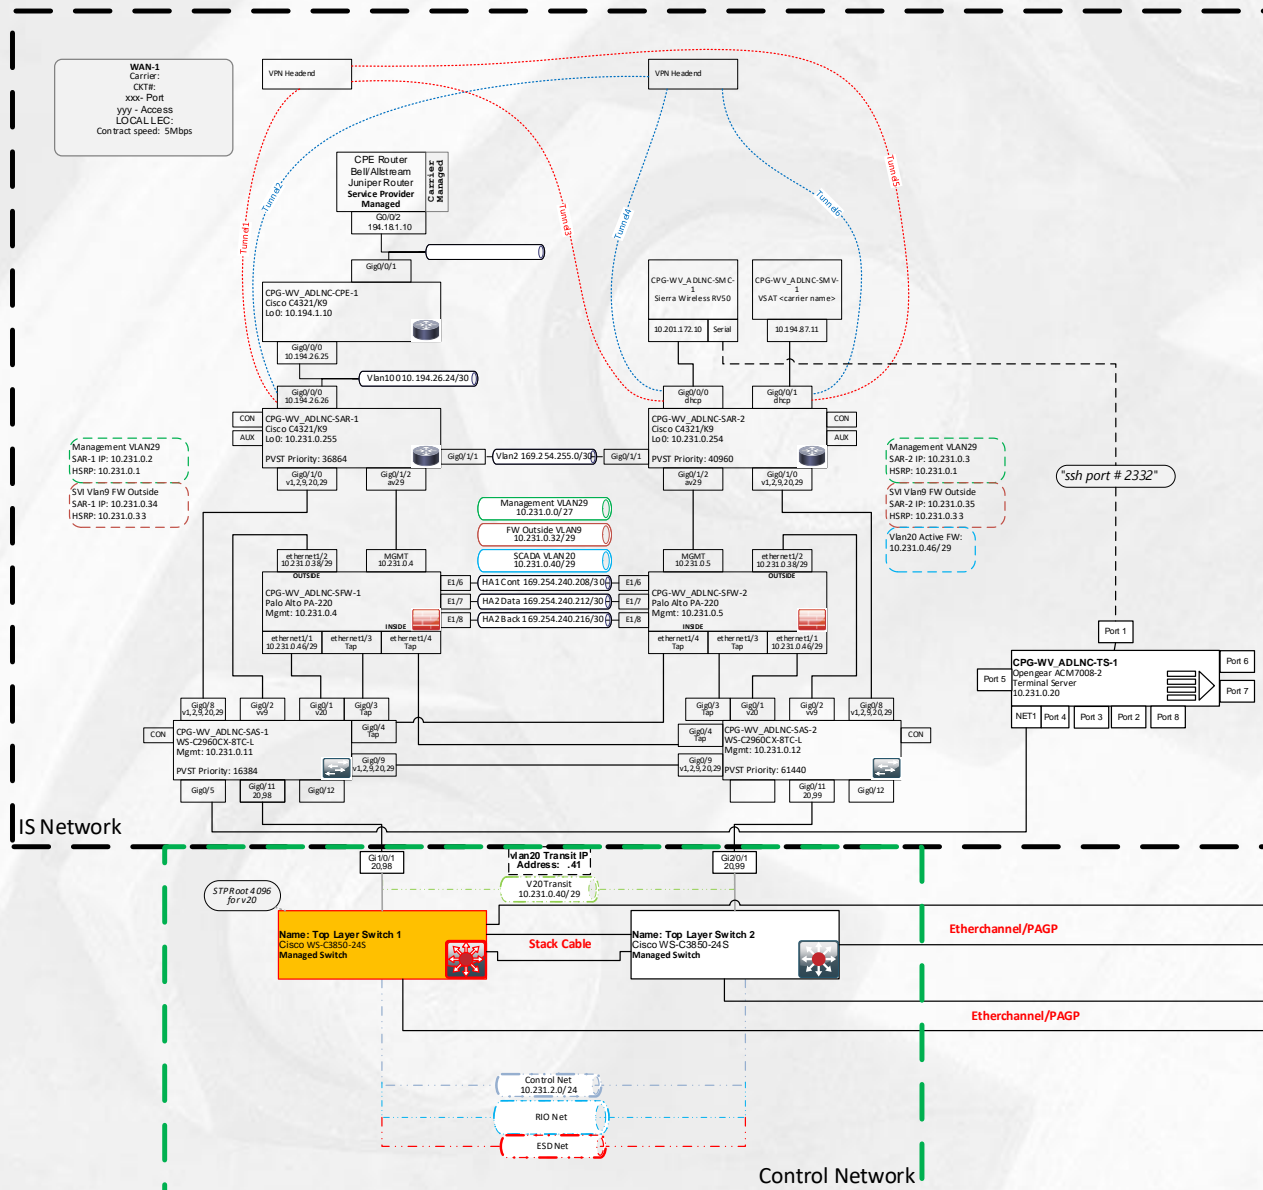 WAN-1
Carrier:
CKT#:
xxx- Port
yyy - Access
LOCAL LEC:
Contract speed: 5Mbps
VPN Headend
VPN Headend
CPE Router
Bell/Allstream
Juniper Router
Service Provider
Managed
Carrier
Managed
G0/0/2
194.18.1.10
Tunnel1
Tunnel2
Tunnel3
Tunnel4
Tunnel5
Tunnel6
Gig0/0/1
CPG-WV_ADLNC-CPE-1
Cisco C4321/K9
Lo0: 10.194.1.10
Gig0/0/0
10.194.26.25
Vlan100 10.194.26.24/30
CPG-WV_ADLNC-SMC-
1
Sierra Wireless RV50
10.201.172.10
Serial
CPG-WV_ADLNC-SMV-
1
VSAT <carrier name>
10.194.87.11
Gig0/0/0
10.194.26.26
CON
AUX
CPG-WV_ADLNC-SAR-1
Cisco C4321/K9
Lo0: 10.231.0.255
PVST Priority: 36864
Gig0/1/1
Vlan2 169.254.255.0/30
Gig0/1/1
Gig0/0/0
dhcp
Gig0/0/1
dhcp
CPG-WV_ADLNC-SAR-2
Cisco C4321/K9
Lo0: 10.231.0.254
PVST Priority: 40960
CON
AUX
Gig0/1/0
v1,2,9,20,29
Gig0/1/2
av29
Gig0/1/2
av29
Gig0/1/0
v1,2,9,20,29
Management VLAN29
SAR-1 IP: 10.231.0.2
HSRP: 10.231.0.1
SVI Vlan9 FW Outside
SAR-1 IP: 10.231.0.34
HSRP: 10.231.0.33
Management VLAN29
SAR-2 IP: 10.231.0.3
HSRP: 10.231.0.1
SVI Vlan9 FW Outside
SAR-2 IP: 10.231.0.35
HSRP: 10.231.0.33
Vlan20 Active FW:
10.231.0.46/29
"ssh port # 2332"
Management VLAN29
10.231.0.0/27
FW Outside VLAN9
10.231.0.32/29
SCADA VLAN20
10.231.0.40/29
ethernet1/2
10.231.0.38/29
MGMT
10.231.0.4
OUTSIDE
CPG-WV_ADLNC-SFW-1
Palo Alto PA-220
Mgmt: 10.231.0.4
INSIDE
E1/6
HA1 Cont 169.254.240.208/30
E1/6
E1/7
HA2 Data 169.254.240.212/30
E1/7
E1/8
HA2 Back 169.254.240.216/30
E1/8
MGMT
10.231.0.5
ethernet1/2
10.231.0.38/29
OUTSIDE
CPG-WV_ADLNC-SFW-2
Palo Alto PA-220
Mgmt: 10.231.0.5
INSIDE
ethernet1/1
10.231.0.46/29
ethernet1/3
Tap
ethernet1/4
Tap
ethernet1/4
Tap
ethernet1/3
Tap
ethernet1/1
10.231.0.46/29
Port 1
CPG-WV_ADLNC-TS-1
Opengear ACM7008-2
Terminal Server
10.231.0.20
Port 5
Port 6
Port 7
NET1
Port 4
Port 3
Port 2
Port 8
Gig0/8
v1,2,9,20,29
Gig0/2
vv9
Gig0/1
v20
Gig0/3
Tap
Gig0/4
Tap
CON
CPG-WV_ADLNC-SAS-1
WS-C2960CX-8TC-L
Mgmt: 10.231.0.11
PVST Priority: 16384
Gig0/9
v1,2,9,20,29
Gig0/5
Gig0/11
20,98
Gig0/12
Gig0/3
Tap
Gig0/1
v20
Gig0/2
vv9
Gig0/8
v1,2,9,20,29
Gig0/4
Tap
Gig0/9
v1,2,9,20,29
CPG-WV_ADLNC-SAS-2
WS-C2960CX-8TC-L
Mgmt: 10.231.0.12
PVST Priority: 61440
CON
Gig0/11
20,99
Gig0/12
IS Network
Gi1/0/1
20,98
vlan20 Transit IP
Address: .41
Gi2/0/1
20,99
V20 Transit
10.231.0.40/29
STP Root 4096
for v20
Name: Top Layer Switch 1
Cisco WS-C3850-24S
Managed Switch
Stack Cable
Name: Top Layer Switch 2
Cisco WS-C3850-24S
Managed Switch
Etherchannel/PAGP
Etherchannel/PAGP
Control Net
10.231.2.0/24
RIO Net
ESD Net
Control Network